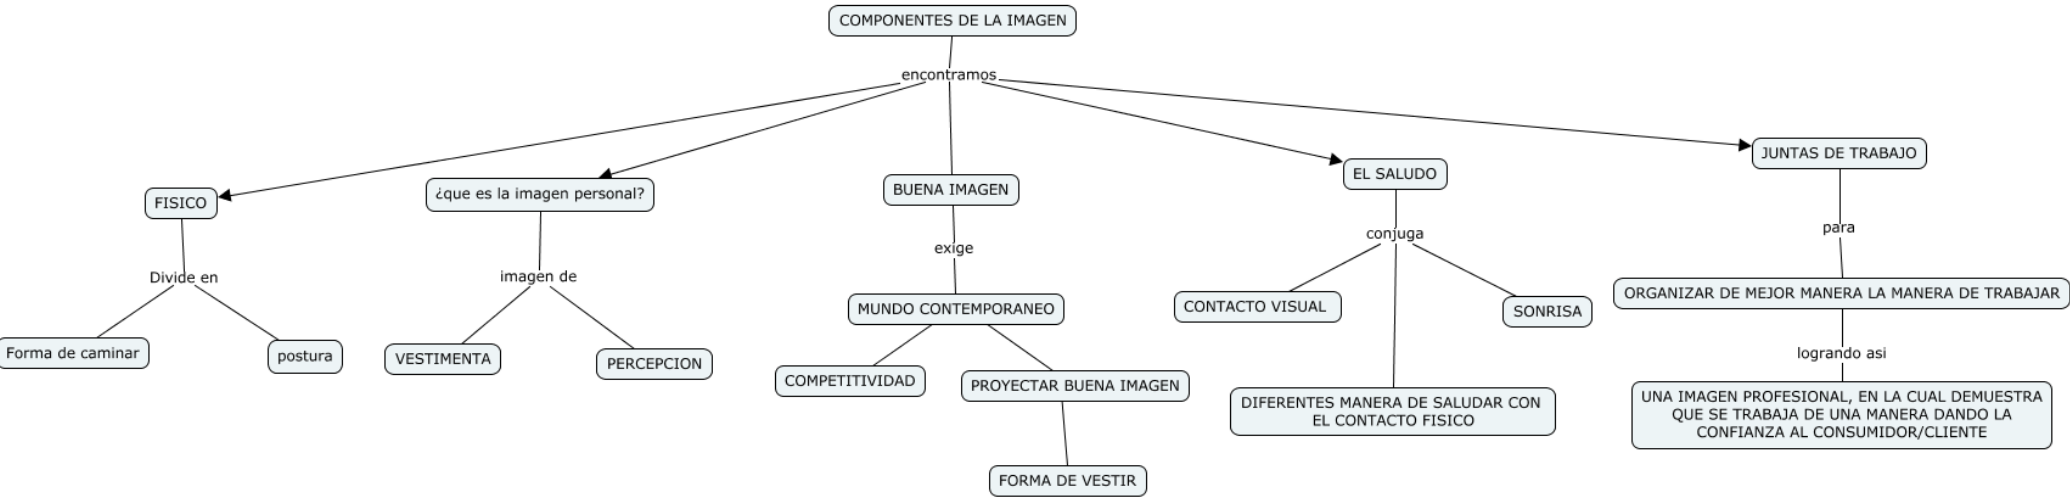 COMPONENTES DE LA IMAGEN
encontramos
FISICO
Divide en
Forma de caminar
postura
¿que es la imagen personal?
imagen de
VESTIMENTA
PERCEPCION
BUENA IMAGEN
exige
MUNDO CONTEMPORANEO
COMPETITIVIDAD
PROYECTAR BUENA IMAGEN
FORMA DE VESTIR
EL SALUDO
conjuga
CONTACTO VISUAL
DIFERENTES MANERA DE SALUDAR CON
EL CONTACTO FISICO
SONRISA
JUNTAS DE TRABAJO
para
ORGANIZAR DE MEJOR MANERA LA MANERA DE TRABAJAR
logrando asi
UNA IMAGEN PROFESIONAL, EN LA CUAL DEMUESTRA
QUE SE TRABAJA DE UNA MANERA DANDO LA
CONFIANZA AL CONSUMIDOR/CLIENTE